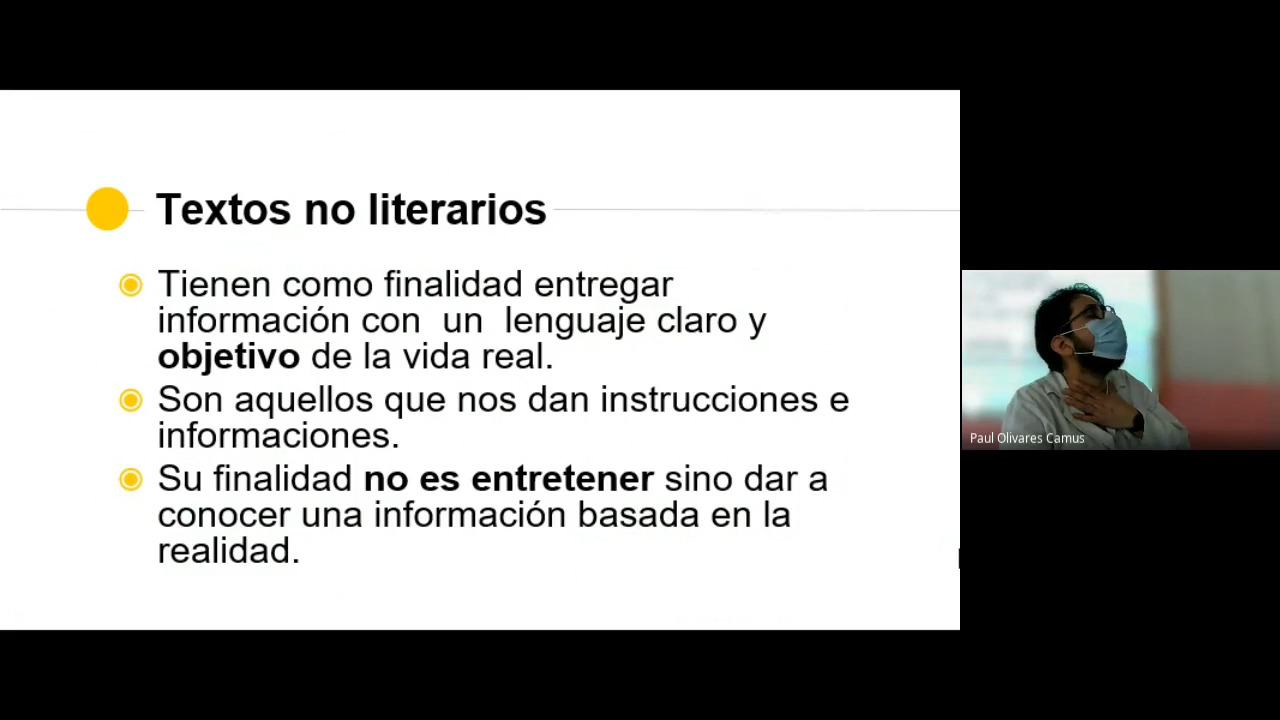 Textos no literarios
Tienen como finalidad entregar
información con un lenguaje claro y
objetivo de la vida real.
Son aquellos que nos dan instrucciones e
informaciones.
Su finalidad no es entretener sino dar a
conocer una información basada en la
realidad.
Paul Olivares Camus